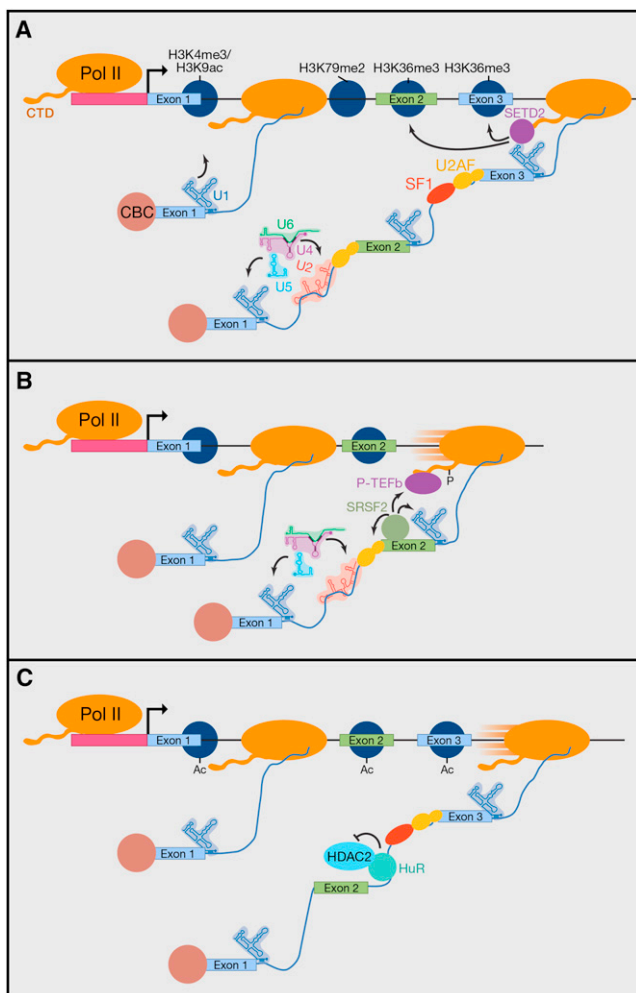 A
H3K4me3/
H3K9ac
H3K79me2
H3K36me3
H3K36me3
Pol II
CTD
Exon 1
Exon 2
Exon 3
SETD2
U2AF
SF1
Exon 3
CBC
Exon 1
U1
U6
U4
U2
U5
Exon 2
Exon 1
B
Pol II
Exon 1
Exon 2
P-TEFb
P
SRSF2
Exon 2
Exon 1
Exon 1
C
Pol II
Exon 1
Exon 2
Exon 3
Ac
Ac
Ac
Exon 3
Exon 1
HDAC2
HuR
Exon 2
Exon 1